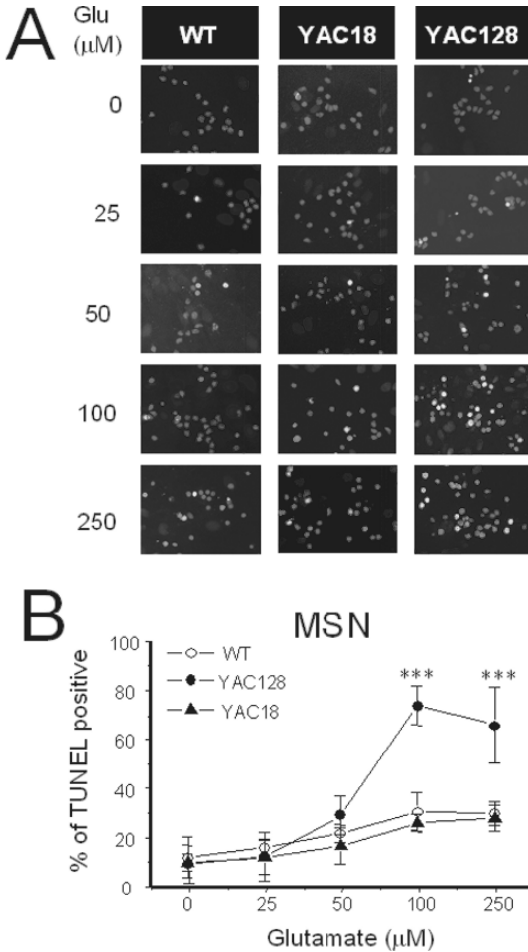 A
Glu
(μM)
WT YAC18 YAC128
0
25
50
100
250
B
MSN
% of TUNEL positive
100
80
60
40
20
0
WT
YAC128
YAC18
*** ***
0 25 50 100 250
Glutamate (μM)